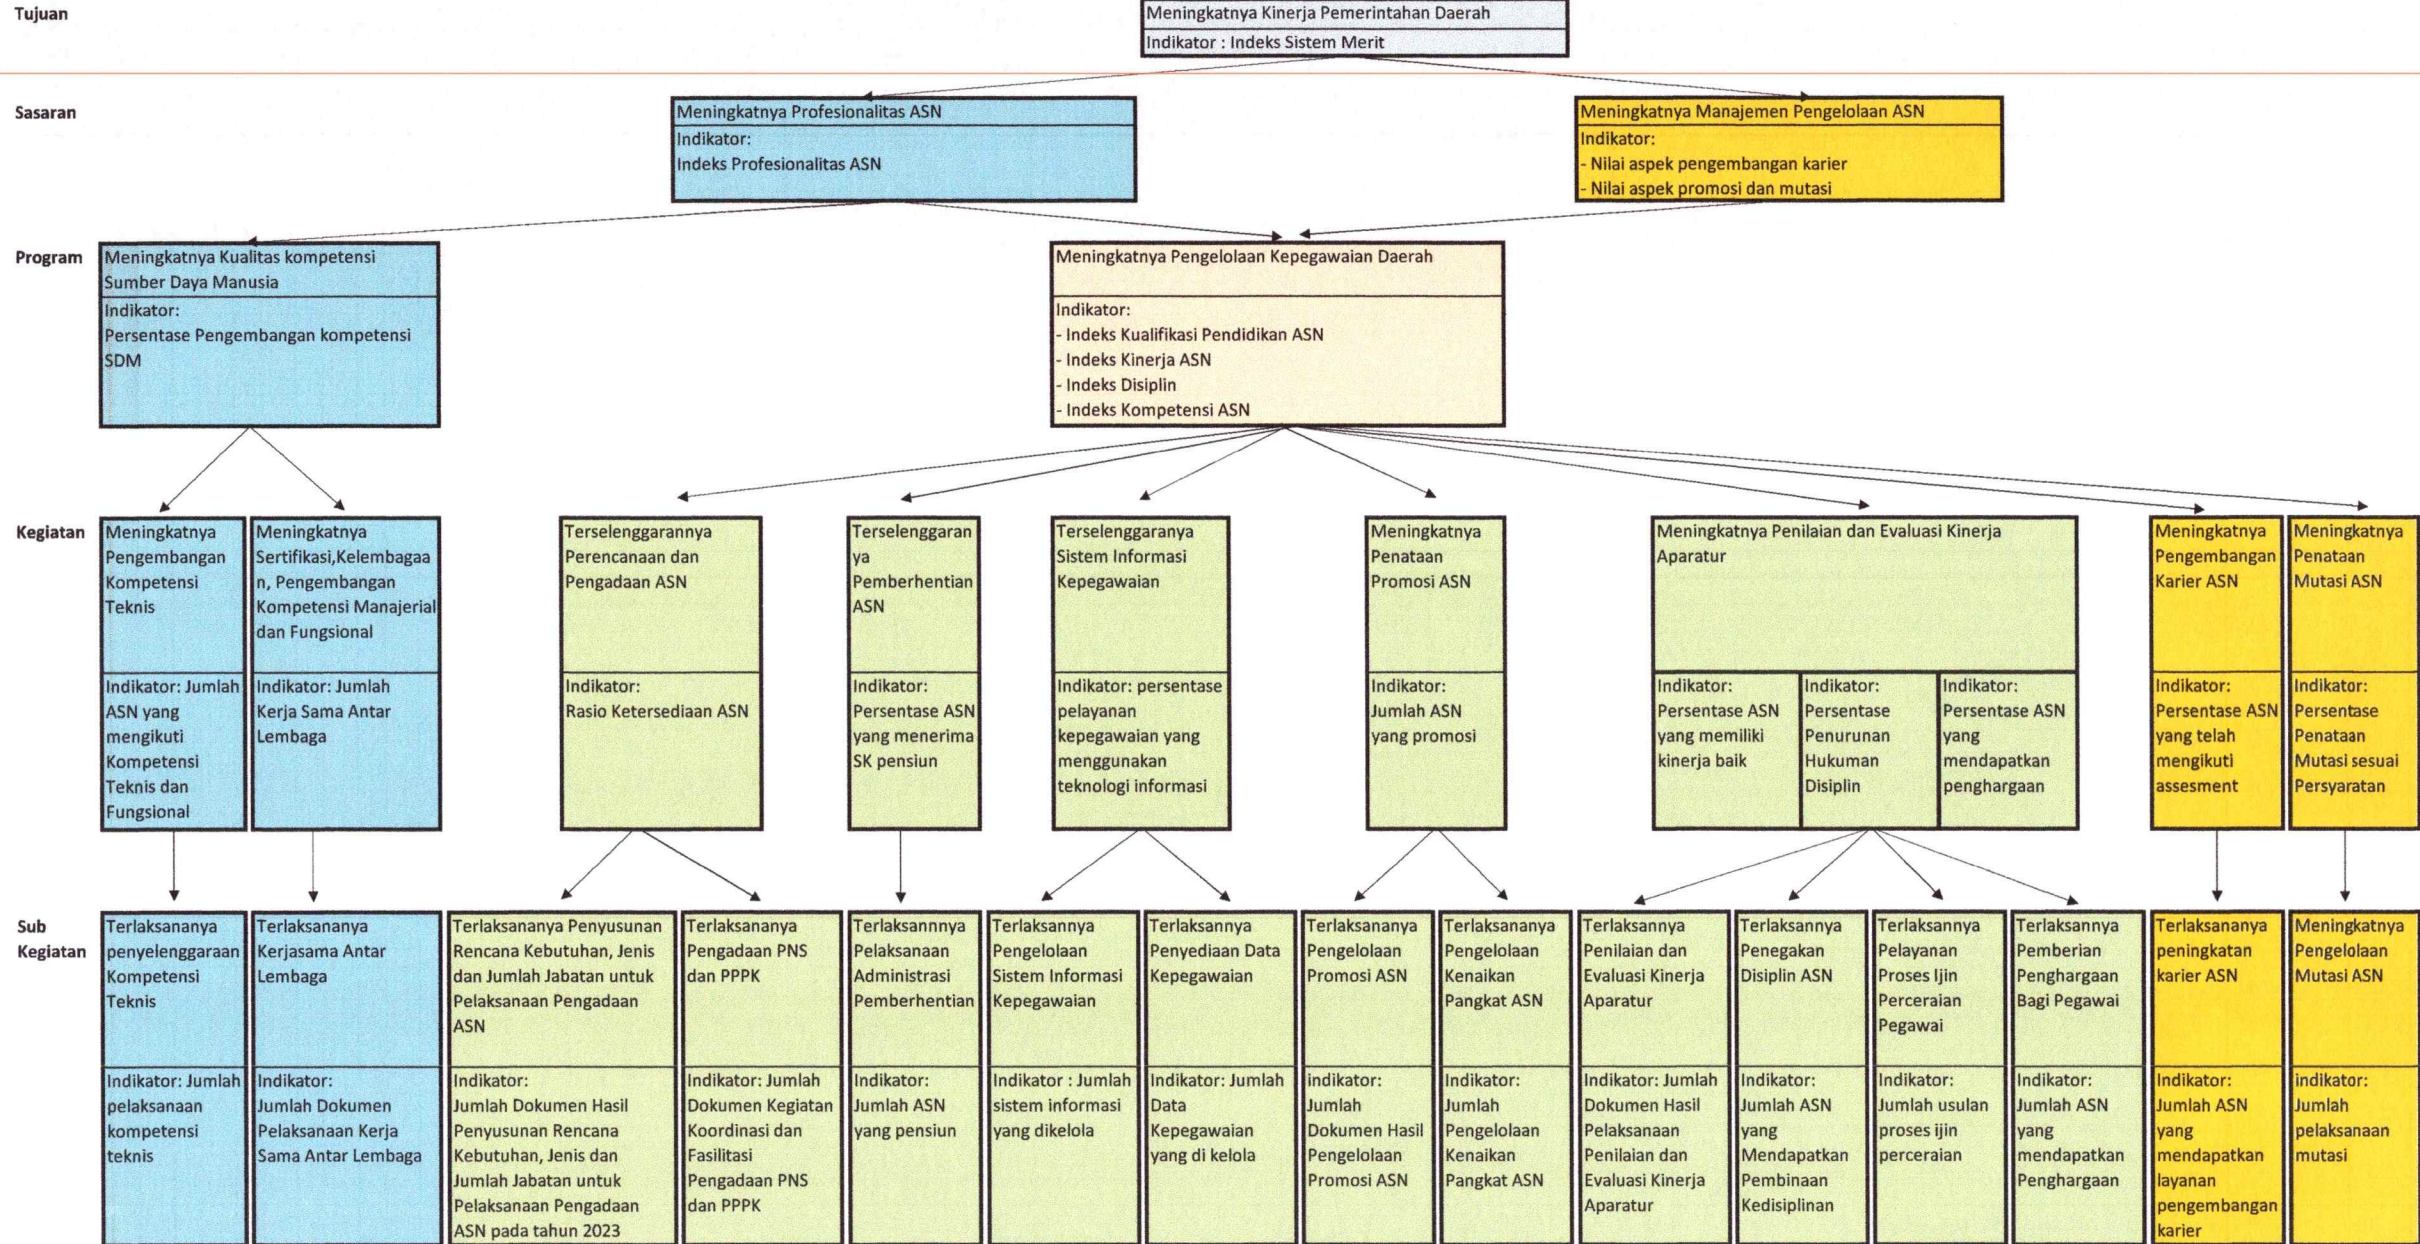 Tujuan
Meningkatnya Kinerja Pemerintahan Daerah
Indikator : Indeks Sistem Merit
Sasaran
Meningkatnya Profesionalitas ASN
Indikator:
Indeks Profesionalitas ASN
Meningkatnya Manajemen Pengelolaan ASN
Indikator:
- Nilai aspek pengembangan karier
- Nilai aspek promosi dan mutasi
Program
Meningkatnya Kualitas kompetensi
Sumber Daya Manusia
Indikator:
Persentase Pengembangan kompetensi
SDM
Meningkatnya Pengelolaan Kepegawaian Daerah
Indikator:
- Indeks Kualifikasi Pendidikan ASN
- Indeks Kinerja ASN
- Indeks Disiplin
- Indeks Kompetensi ASN
Kegiatan
Meningkatnya
Pengembangan
Kompetensi
Teknis
Indikator: Jumlah
ASN yang
mengikuti
Kompetensi
Teknis dan
Fungsional
Meningkatnya
Sertifikasi,Kelembagaa
n, Pengembangan
Kompetensi Manajerial
dan Fungsional
Indikator: Jumlah
Kerja Sama Antar
Lembaga
Terselenggarannya
Perencanaan dan
Pengadaan ASN
Indikator:
Rasio Ketersediaan ASN
Terselenggaran
ya
Pemberhentian
ASN
Indikator:
Persentase ASN
yang menerima
SK pensiun
Terselenggaranya
Sistem Informasi
Kepegawaian
Indikator: persentase
pelayanan
kepegawaian yang
menggunakan
teknologi informasi
Meningkatnya
Penataan
Promosi ASN
Indikator:
Jumlah ASN
yang promosi
Meningkatnya Penilaian dan Evaluasi Kinerja
Aparatur
Indikator:
Persentase ASN
yang memiliki
kinerja baik
Indikator:
Persentase
Penurunan
Hukuman
Disiplin
Indikator:
Persentase ASN
yang
mendapatkan
penghargaan
Meningkatnya
Pengembangan
Karier ASN
Indikator:
Persentase ASN
yang telah
mengikuti
assesment
Meningkatnya
Penataan
Mutasi ASN
Indikator:
Persentase
Penataan
Mutasi sesuai
Persyaratan
Sub
Kegiatan
Terlaksananya
penyelenggaraan
Kompetensi
Teknis
Indikator: Jumlah
pelaksanaan
kompetensi
teknis
Terlaksananya
Kerjasama Antar
Lembaga
Indikator:
Jumlah Dokumen
Pelaksanaan Kerja
Sama Antar Lembaga
Terlaksananya Penyusunan
Rencana Kebutuhan, Jenis
dan Jumlah Jabatan untuk
Pelaksanaan Pengadaan
ASN
Indikator:
Jumlah Dokumen Hasil
Penyusunan Rencana
Kebutuhan, Jenis dan
Jumlah Jabatan untuk
Pelaksanaan Pengadaan
ASN pada tahun 2023
Terlaksananya
Pengadaan PNS
dan PPPK
Indikator: Jumlah
Dokumen Kegiatan
Koordinasi dan
Fasilitasi
Pengadaan PNS
dan PPPK
Terlaksannnya
Pelaksanaan
Administrasi
Pemberhentian
Indikator:
Jumlah ASN
yang pensiun
Terlaksannya
Pengelolaan
Sistem Informasi
Kepegawaian
Indikator : Jumlah
sistem informasi
yang dikelola
Terlaksannya
Penyediaan Data
Kepegawaian
Indikator: Jumlah
Data
Kepegawaian
yang di kelola
Terlaksananya
Pengelolaan
Promosi ASN
indikator:
Jumlah
Dokumen Hasil
Pengelolaan
Promosi ASN
Terlaksananya
Pengelolaan
Kenaikan
Pangkat ASN
Indikator:
Jumlah
Pengelolaan
Kenaikan
Pangkat ASN
Terlaksannya
Penilaian dan
Evaluasi Kinerja
Aparatur
Indikator: Jumlah
Dokumen Hasil
Pelaksanaan
Penilaian dan
Evaluasi Kinerja
Aparatur
Terlaksannya
Penegakan
Disiplin ASN
Indikator:
Jumlah ASN
yang
Mendapatkan
Pembinaan
Kedisiplinan
Terlaksannya
Pelayanan
Proses Ijin
Perceraian
Pegawai
Indikator:
Jumlah usulan
proses ijin
perceraian
Terlaksannya
Pemberian
Penghargaan
Bagi Pegawai
Indikator:
Jumlah ASN
yang
mendapatkan
Penghargaan
Terlaksananya
peningkatan
karier ASN
Indikator:
Jumlah ASN
yang
mendapatkan
layanan
pengembangan
karier
Meningkatnya
Pengelolaan
Mutasi ASN
indikator:
Jumlah
pelaksanaan
mutasi